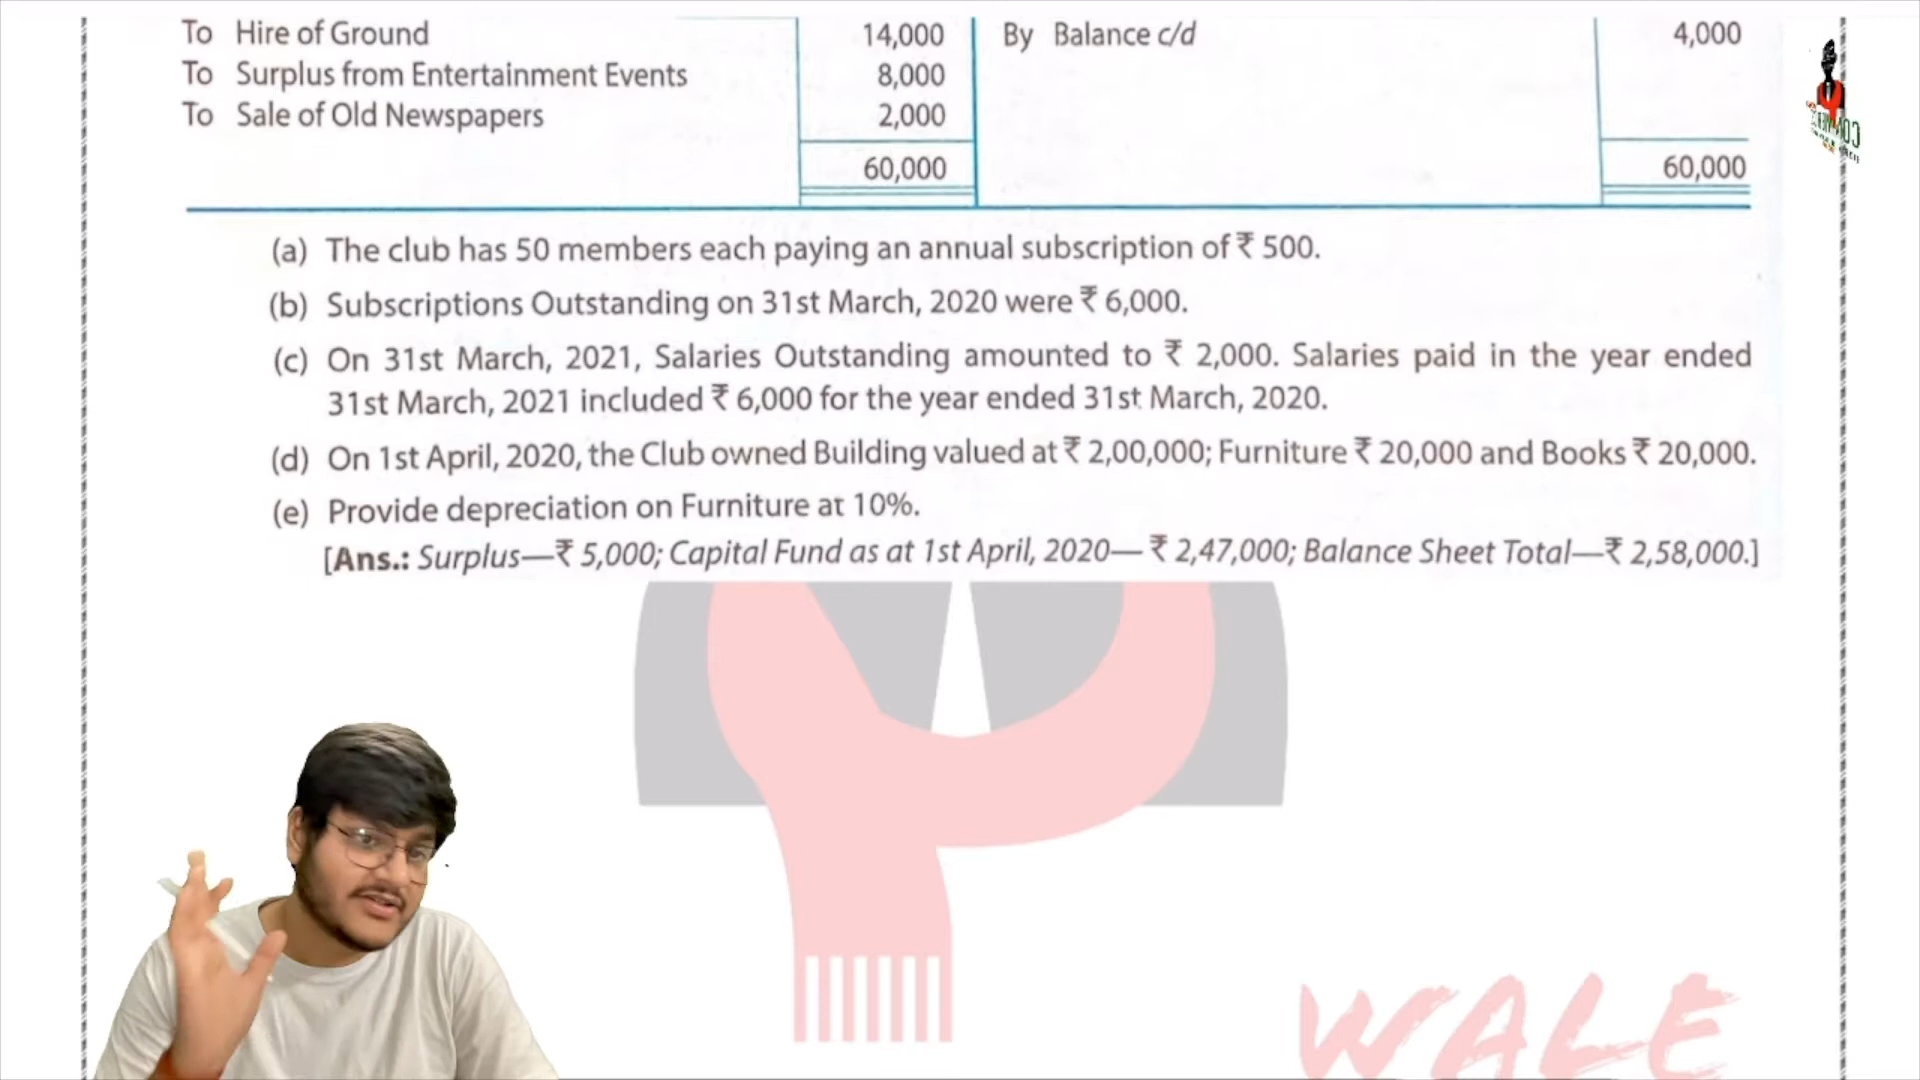 To Hire of Ground 14,000 By Balance c/d 4,000
To Surplus from Entertainment Events 8,000
To Sale of Old Newspapers 2,000
60,000 60,000
(a) The club has 50 members each paying an annual subscription of ₹ 500.
(b) Subscriptions Outstanding on 31st March, 2020 were ₹ 6,000.
(c) On 31st March, 2021, Salaries Outstanding amounted to ₹ 2,000. Salaries paid in the year ended
31st March, 2021 included ₹ 6,000 for the year ended 31st March, 2020.
(d) On 1st April, 2020, the Club owned Building valued at ₹ 2,00,000; Furniture ₹ 20,000 and Books ₹ 20,000.
(e) Provide depreciation on Furniture at 10%.
[Ans.: Surplus—₹ 5,000; Capital Fund as at 1st April, 2020—₹ 2,47,000; Balance Sheet Total—₹ 2,58,000.]
WALE